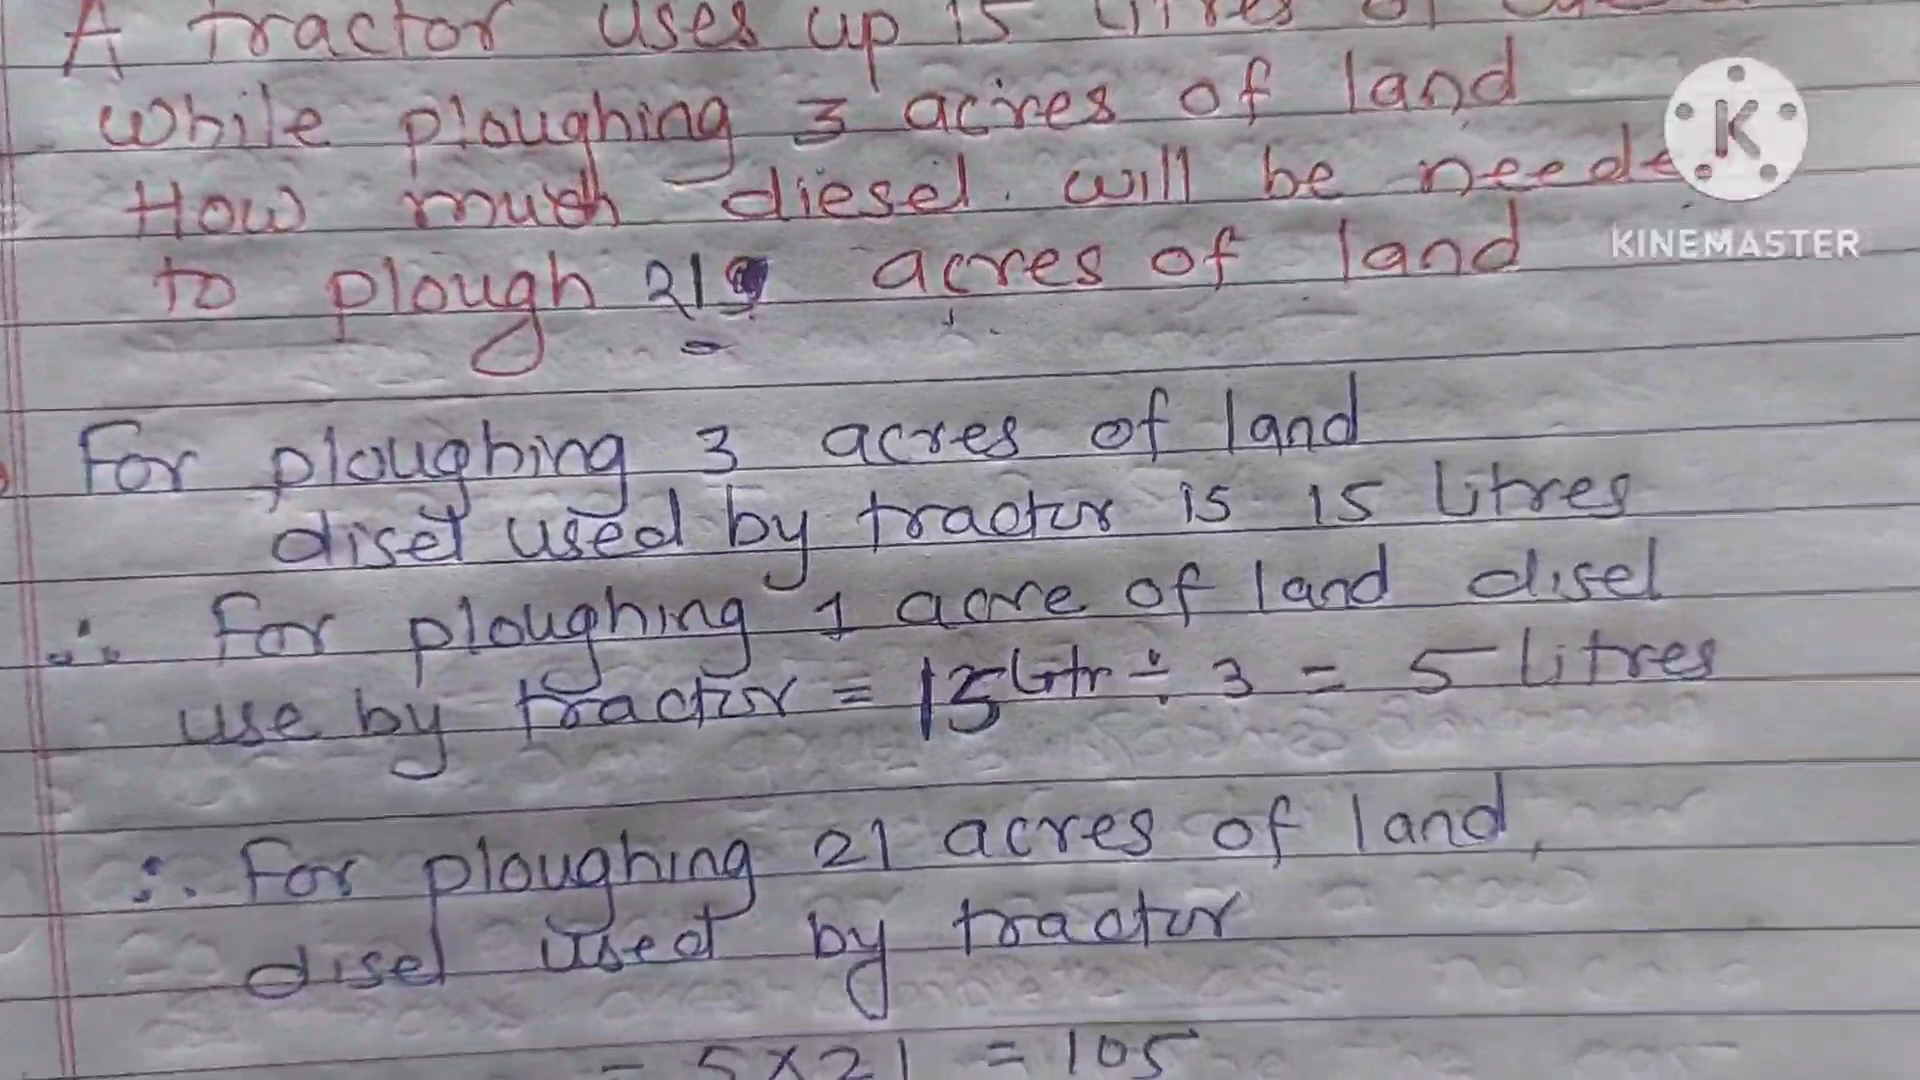 A tractor uses up 15 litres of
while ploughing 3 acres of land
How much diesel. will be neede
to plough 21 acres of land
K
KINEMASTER
For ploughing 3 acres of land
disel used by tractor is 15 litres
∴ For ploughing 1 acre of land disel
use by tractor = 15 litr ÷ 3 = 5 litres
∴ For ploughing 21 acres of land,
disel used by tractor
= 5 x 21 = 105